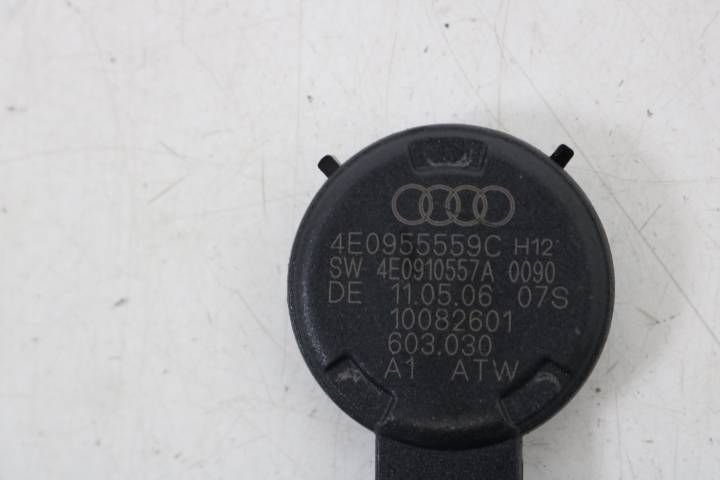 4E0955559C H12
SW 4E0910557A 0090
DE 11.05.06 07S
10082601
603.030
A1 ATW